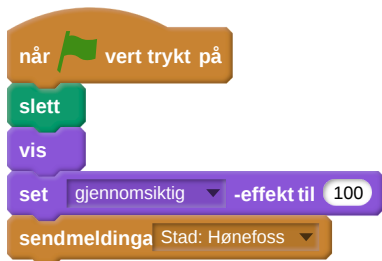 når vert trykt på
slett
vis
set gjennomsiktig -effekt til 100
sendmeldinga Stad: Hønefoss